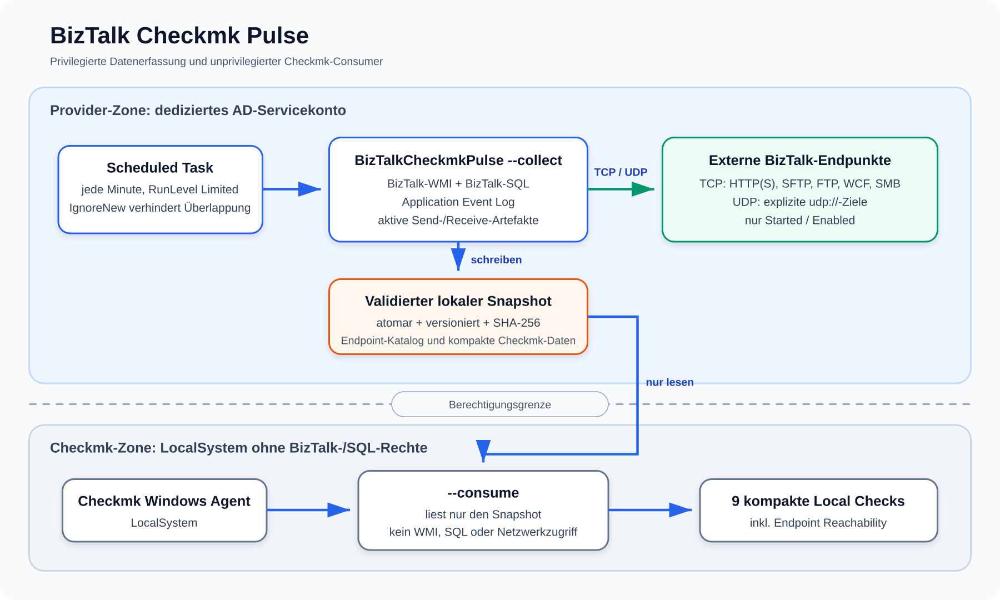 BizTalk Checkmk Pulse
Privilegierte Datenerfassung und unprivilegierter Checkmk-Consumer
Provider-Zone: dediziertes AD-Servicekonto
Scheduled Task
jede Minute, RunLevel Limited
IgnoreNew verhindert Überlappung
BizTalkCheckmkPulse --collect
BizTalk-WMI + BizTalk-SQL
Application Event Log
aktive Send-/Receive-Artefakte
TCP / UDP
Externe BizTalk-Endpunkte
TCP: HTTP(S), SFTP, FTP, WCF, SMB
UDP: explizite udp://-Ziele
nur Started / Enabled
schreiben
Validierter lokaler Snapshot
atomar + versioniert + SHA-256
Endpoint-Katalog und kompakte Checkmk-Daten
nur lesen
Berechtigungsgrenze
Checkmk-Zone: LocalSystem ohne BizTalk-/SQL-Rechte
Checkmk Windows Agent
LocalSystem
--consume
liest nur den Snapshot
kein WMI, SQL oder Netzwerkzugriff
9 kompakte Local Checks
inkl. Endpoint Reachability